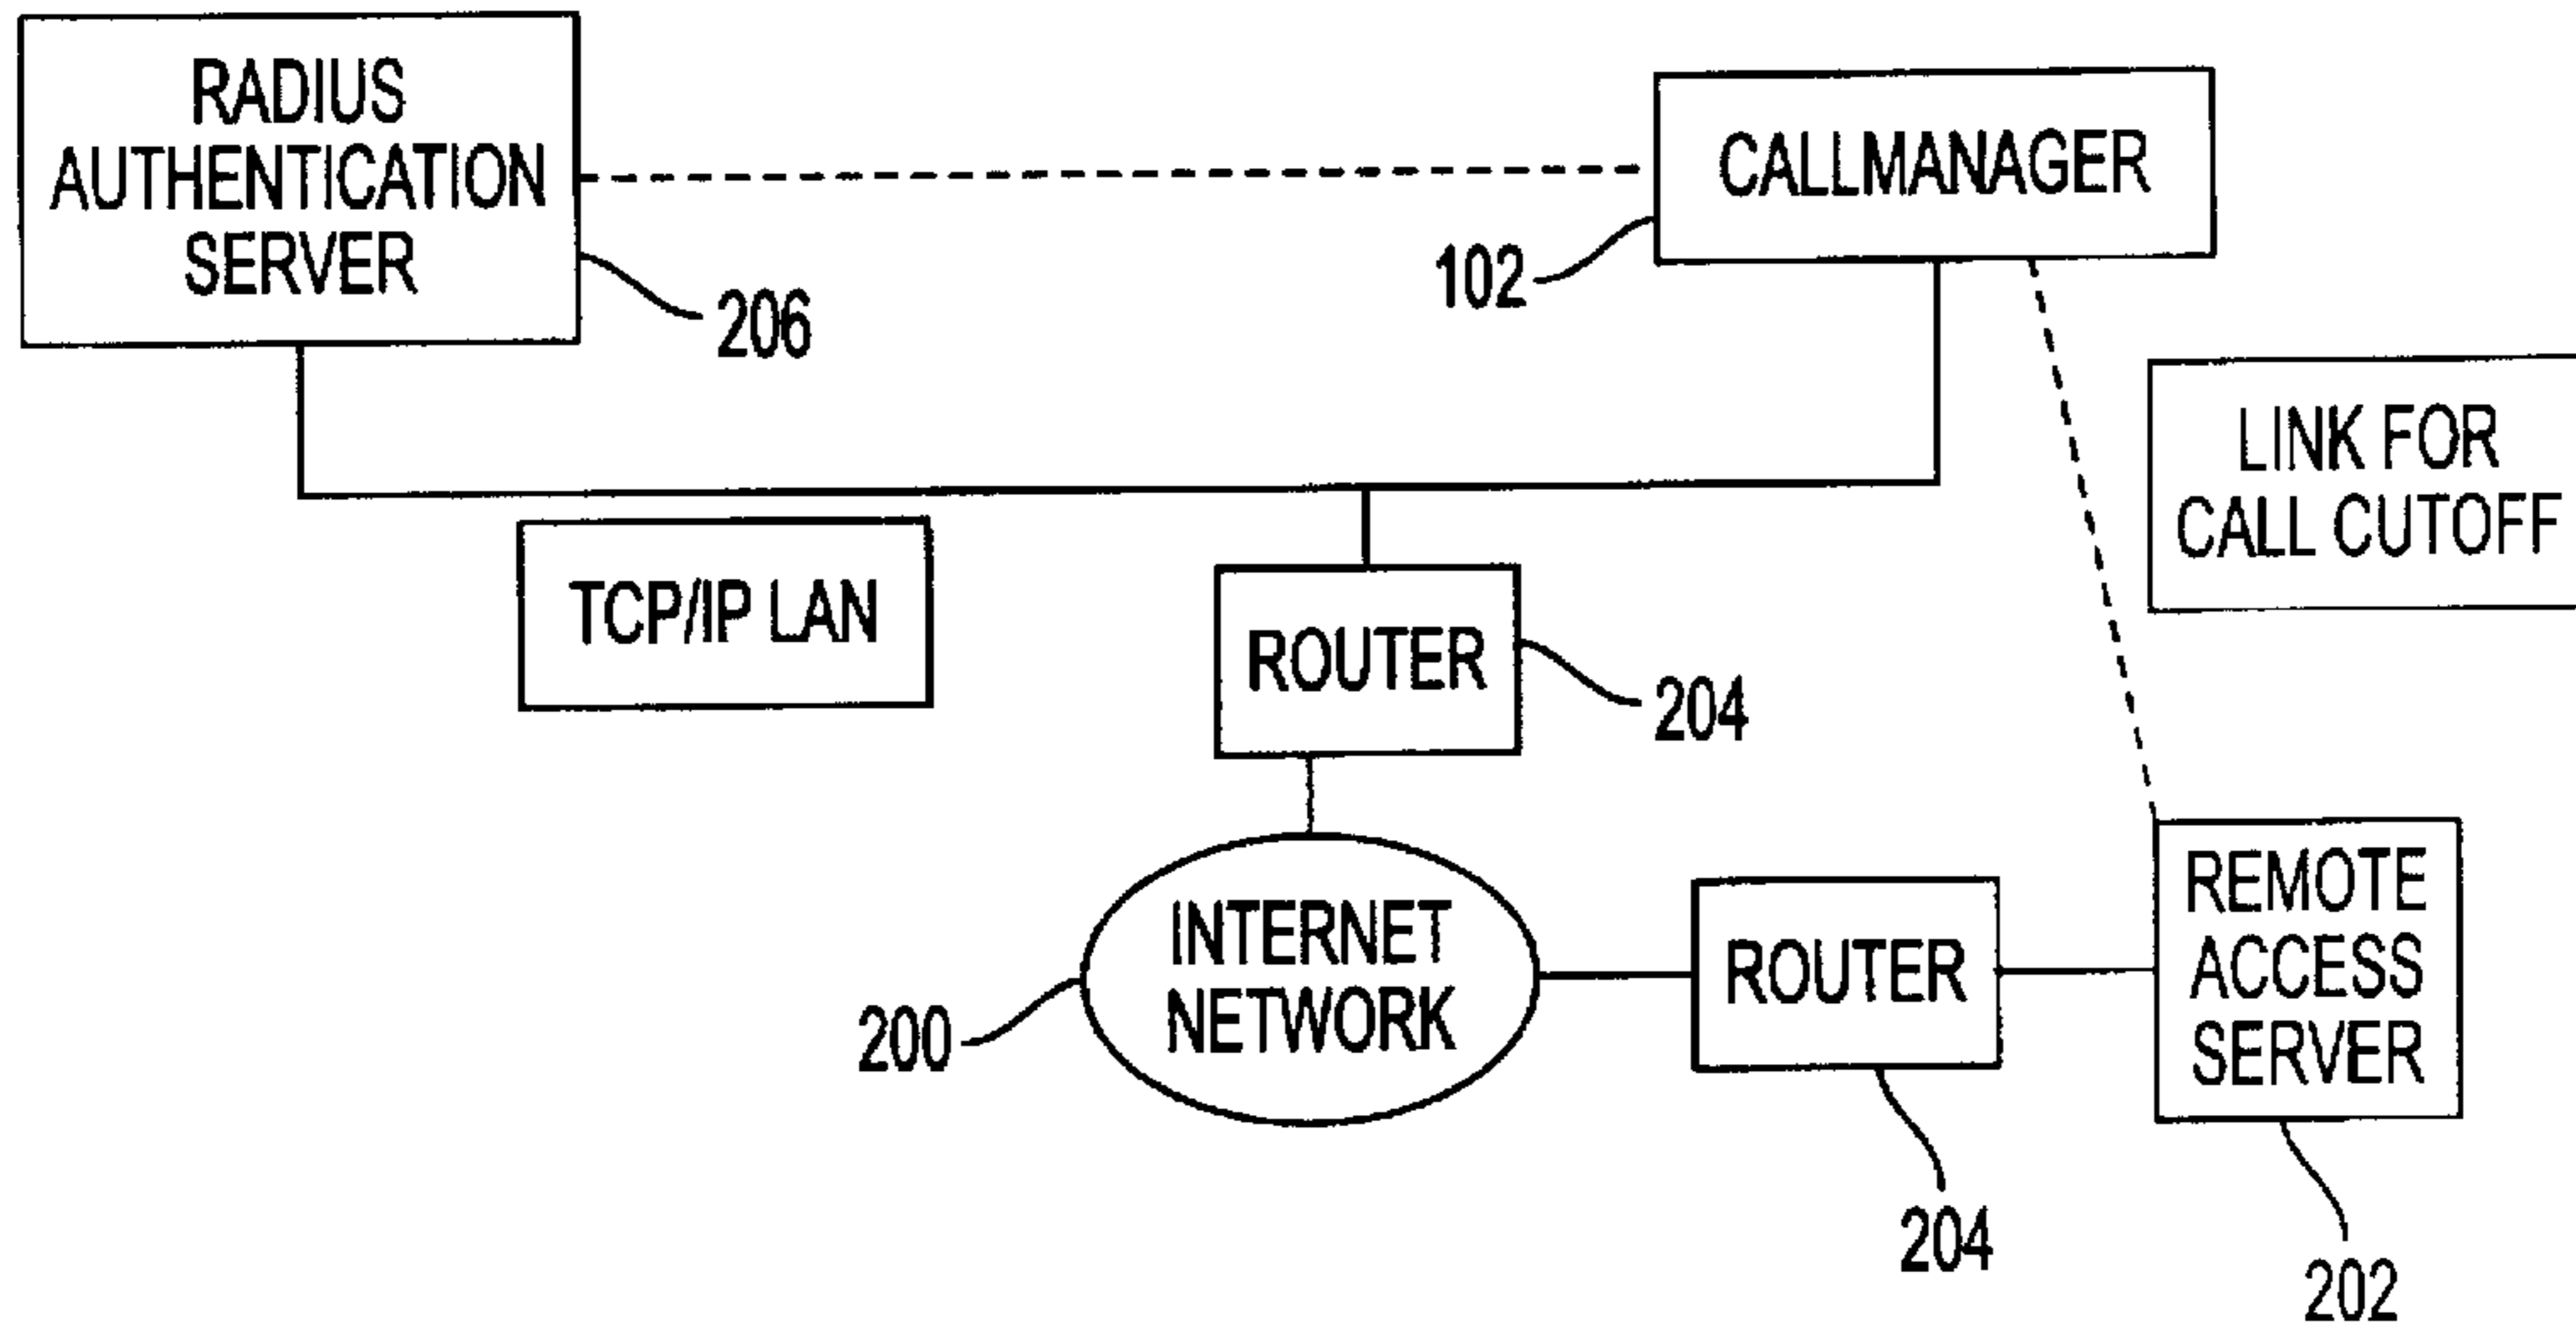 RADIUS
AUTHENTICATION
SERVER
206
CALLMANAGER
102
LINK FOR
CALL CUTOFF
TCP/IP LAN
ROUTER
204
INTERNET
NETWORK
200
ROUTER
204
REMOTE
ACCESS
SERVER
202